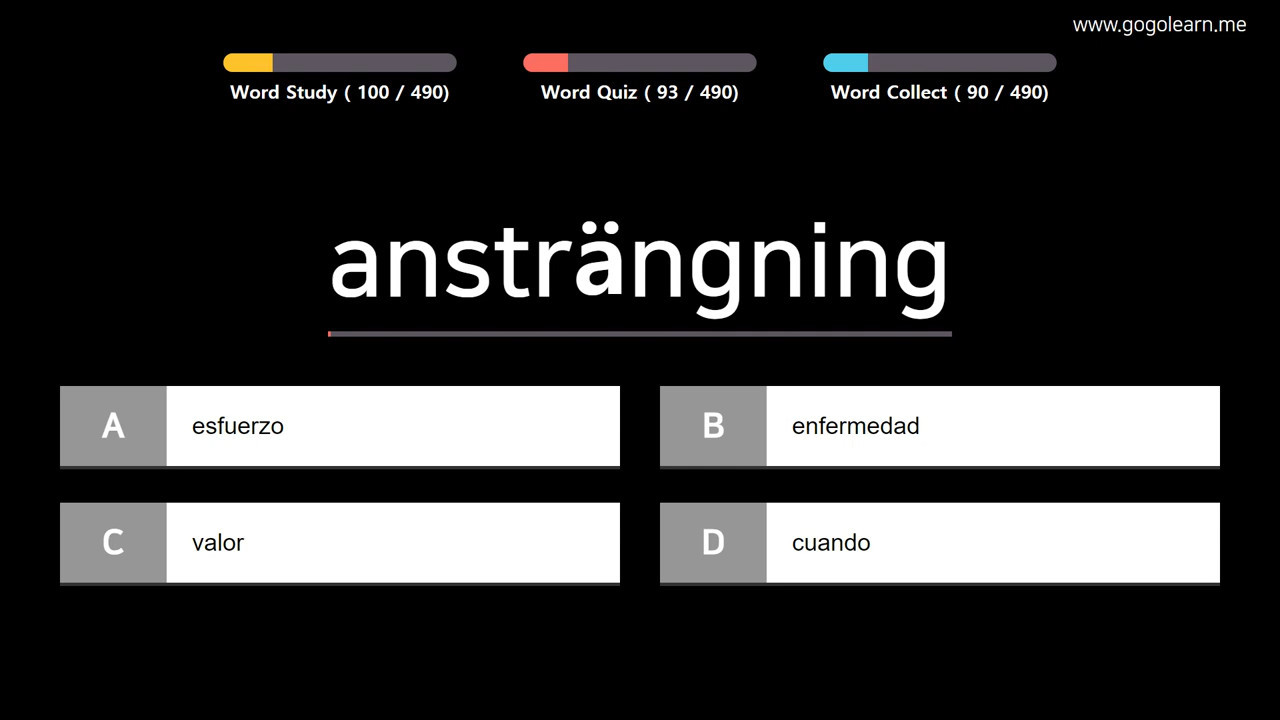 www.gogolearn.me
Word Study ( 100 / 490)
Word Quiz ( 93 / 490)
Word Collect ( 90 / 490)
ansträngning
A esfuerzo
B enfermedad
C valor
D cuando